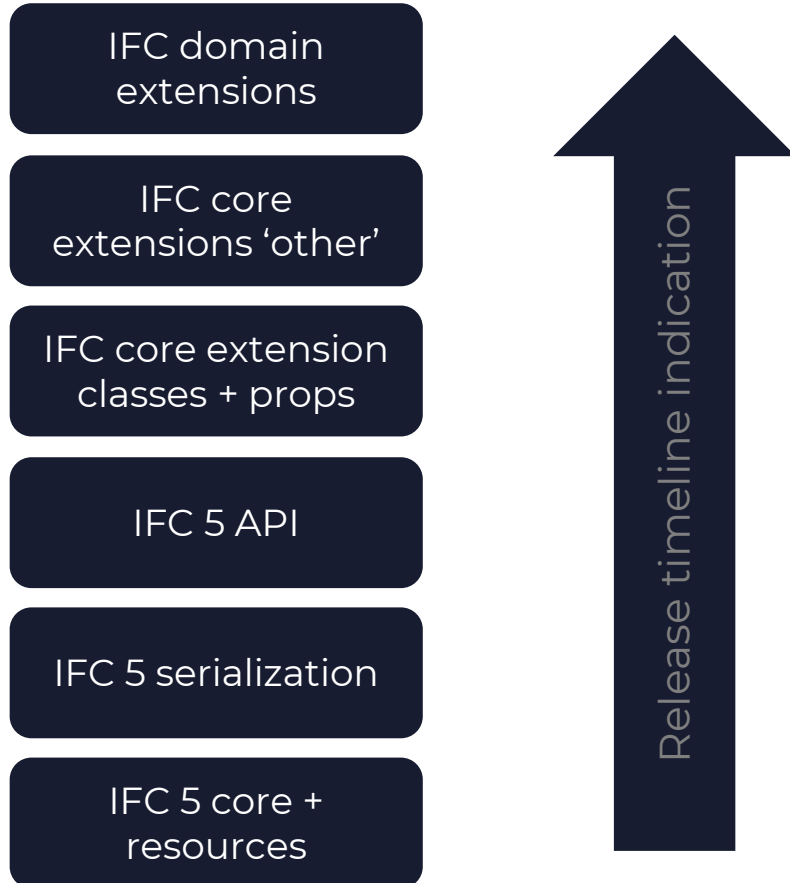 IFC domain
extensions
IFC core
extensions ‘other’
IFC core extension
classes + props
IFC 5 API
IFC 5 serialization
IFC 5 core +
resources
Release timeline indication